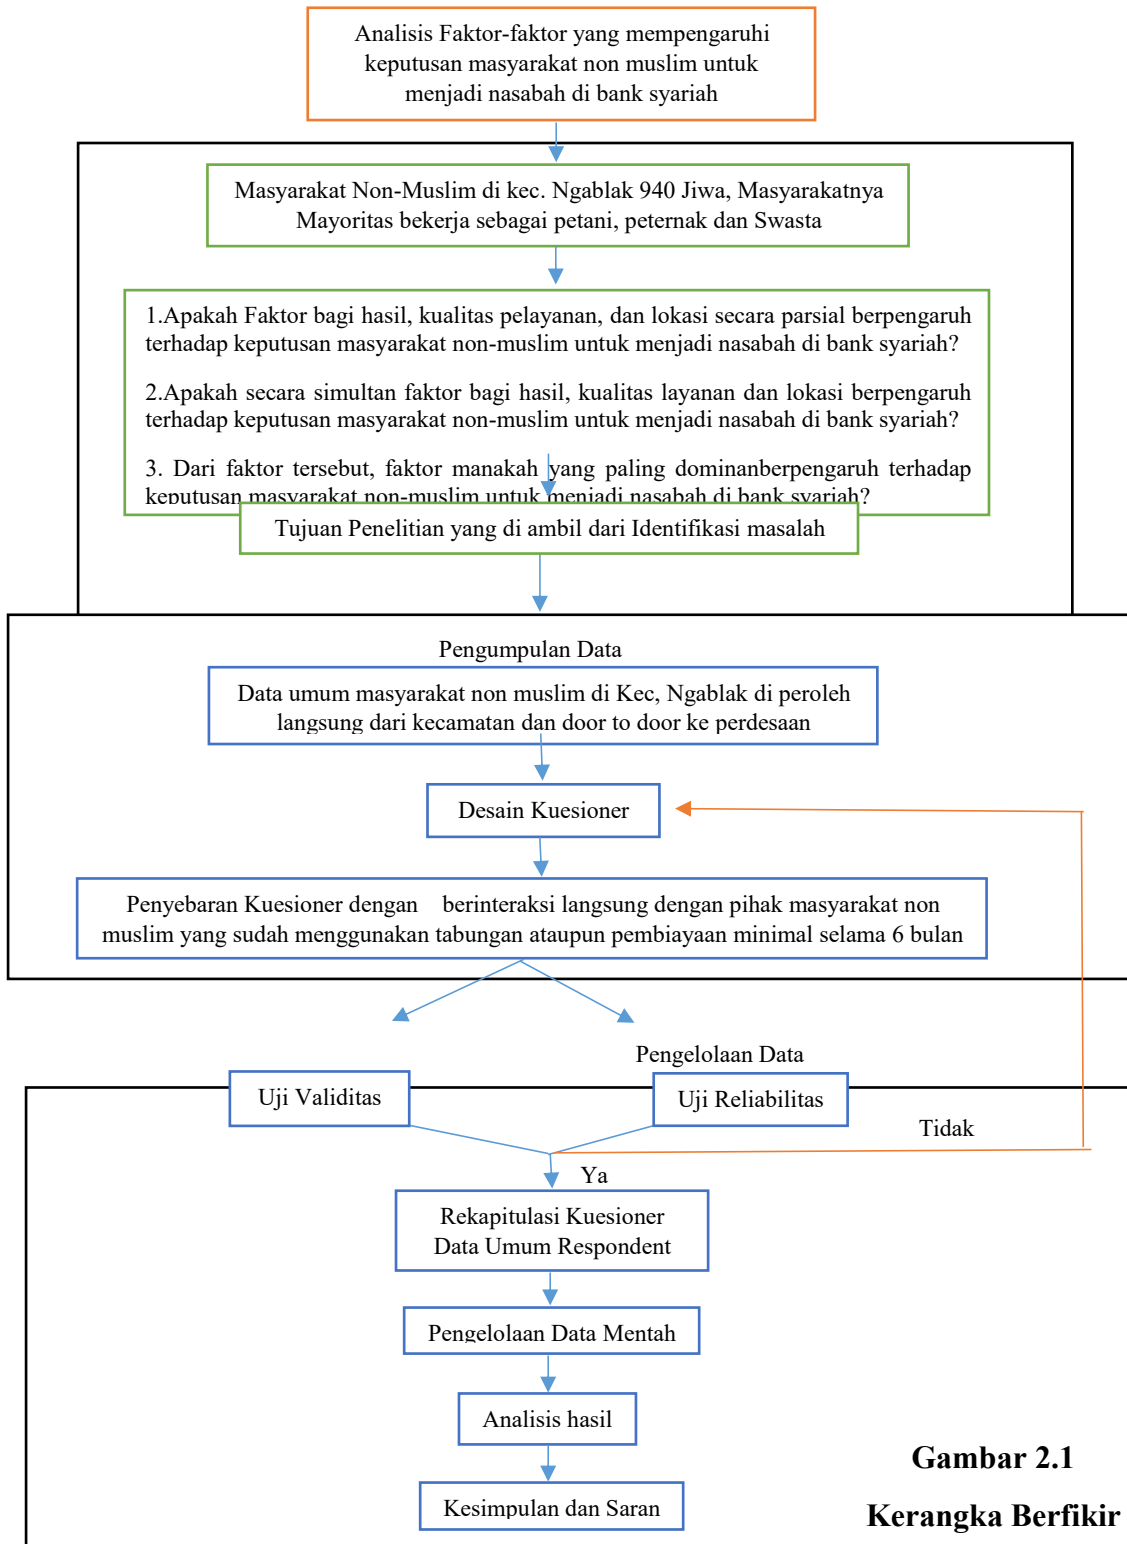 Analisis Faktor-faktor yang mempengaruhi
keputusan masyarakat non muslim untuk
menjadi nasabah di bank syariah
Masyarakat Non-Muslim di kec. Ngablak 940 Jiwa, Masyarakatnya
Mayoritas bekerja sebagai petani, peternak dan Swasta
1.Apakah Faktor bagi hasil, kualitas pelayanan, dan lokasi secara parsial berpengaruh
terhadap keputusan masyarakat non-muslim untuk menjadi nasabah di bank syariah?
2.Apakah secara simultan faktor bagi hasil, kualitas layanan dan lokasi berpengaruh
terhadap keputusan masyarakat non-muslim untuk menjadi nasabah di bank syariah?
3. Dari faktor tersebut, faktor manakah yang paling dominanberpengaruh terhadap
keputusan masyarakat non-muslim untuk menjadi nasabah di bank syariah?
Tujuan Penelitian yang di ambil dari Identifikasi masalah
Pengumpulan Data
Data umum masyarakat non muslim di Kec, Ngablak di peroleh
langsung dari kecamatan dan door to door ke perdesaan
Desain Kuesioner
Penyebaran Kuesioner dengan berinteraksi langsung dengan pihak masyarakat non
muslim yang sudah menggunakan tabungan ataupun pembiayaan minimal selama 6 bulan
Pengelolaan Data
Uji Validitas
Uji Reliabilitas
Tidak
Ya
Rekapitulasi Kuesioner
Data Umum Respondent
Pengelolaan Data Mentah
Analisis hasil
Kesimpulan dan Saran
Gambar 2.1
Kerangka Berfikir